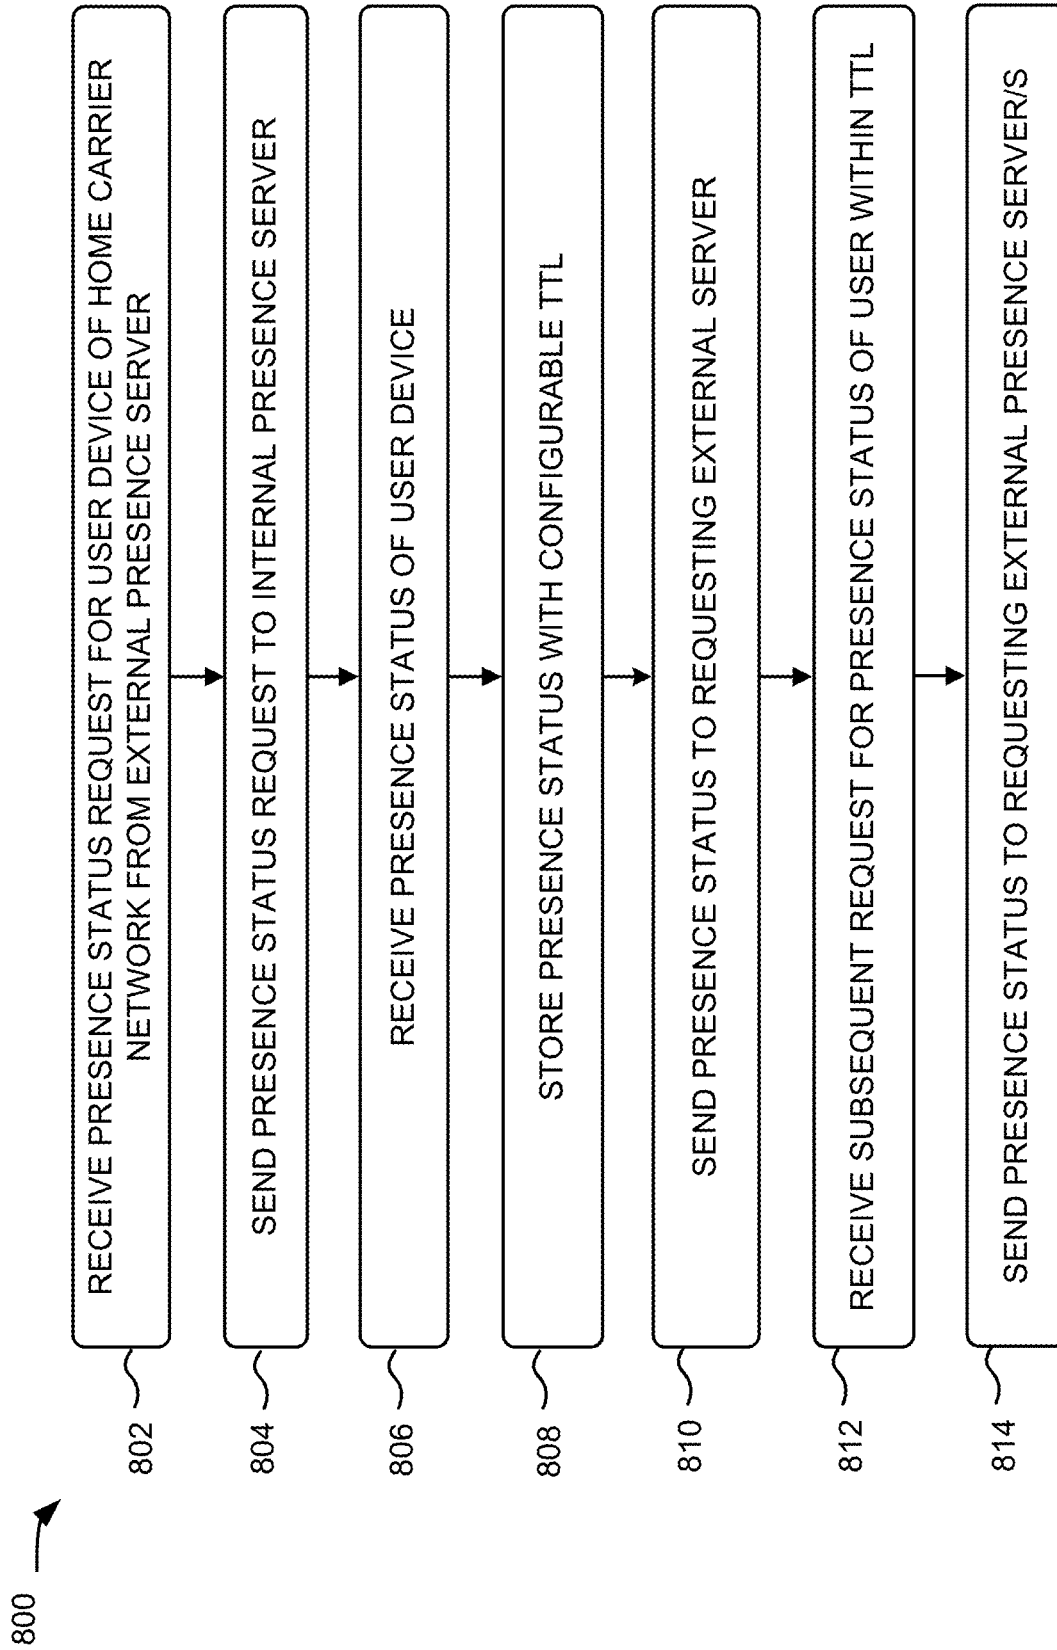 800
802
RECEIVE PRESENCE STATUS REQUEST FOR USER DEVICE OF HOME CARRIER
NETWORK FROM EXTERNAL PRESENCE SERVER
804
SEND PRESENCE STATUS REQUEST TO INTERNAL PRESENCE SERVER
806
RECEIVE PRESENCE STATUS OF USER DEVICE
808
STORE PRESENCE STATUS WITH CONFIGURABLE TTL
810
SEND PRESENCE STATUS TO REQUESTING EXTERNAL SERVER
812
RECEIVE SUBSEQUENT REQUEST FOR PRESENCE STATUS OF USER WITHIN TTL
814
SEND PRESENCE STATUS TO REQUESTING EXTERNAL PRESENCE SERVER/S